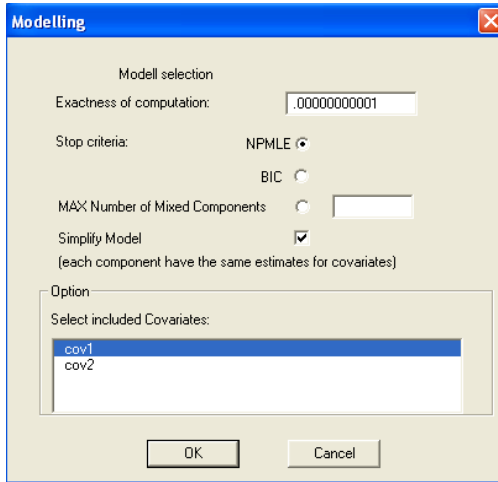 Modelling
Modell selection
Exactness of computation: .00000000001
Stop criteria: NPMLE
BIC
MAX Number of Mixed Components
Simplify Model
(each component have the same estimates for covariates)
Option
Select included Covariates:
cov1
cov2
OK Cancel